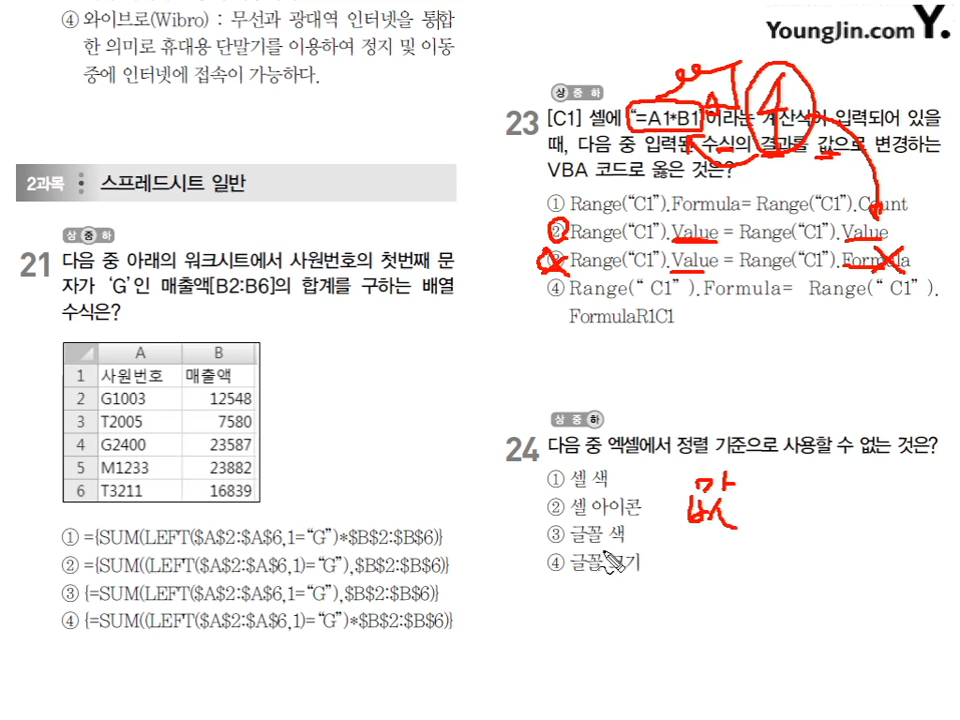 ④ 와이브로(Wibro) : 무선과 광대역 인터넷을 통합
한 의미로 휴대용 단말기를 이용하여 정지 및 이동
중에 인터넷에 접속이 가능하다.
2과목 스프레드시트 일반
상 중 하
21 다음 중 아래의 워크시트에서 사원번호의 첫번째 문
자가 ‘G’인 매출액[B2:B6]의 합계를 구하는 배열
수식은?
A B
1 사원번호 매출액
2 G1003 12548
3 T2005 7580
4 G2400 23587
5 M1233 23882
6 T3211 16839
① ={SUM(LEFT($A$2:$A$6,1=“G”)*$B$2:$B$6)}
② ={SUM((LEFT($A$2:$A$6,1)=“G”),$B$2:$B$6)}
③ {=SUM(LEFT($A$2:$A$6,1=“G”),$B$2:$B$6)}
④ {=SUM((LEFT($A$2:$A$6,1)=“G”)*$B$2:$B$6)}
YoungJin.com Y.
상 중 하
23 [C1] 셀에 “=A1*B1”이라는 계산식이 입력되어 있을
때, 다음 중 입력된 수식의 결과를 값으로 변경하는
VBA 코드로 옳은 것은?
4
① Range(“C1”).Formula= Range(“C1”).Count
② Range(“C1”).Value = Range(“C1”).Value
③ Range(“C1”).Value = Range(“C1”).Formula
④ Range(“ C1” ).Formula= Range(“ C1” ).
FormulaR1C1
상 중 하
24 다음 중 엑셀에서 정렬 기준으로 사용할 수 없는 것은?
① 셀 색
② 셀 아이콘
③ 글꼴 색
④ 글꼴 크기
값